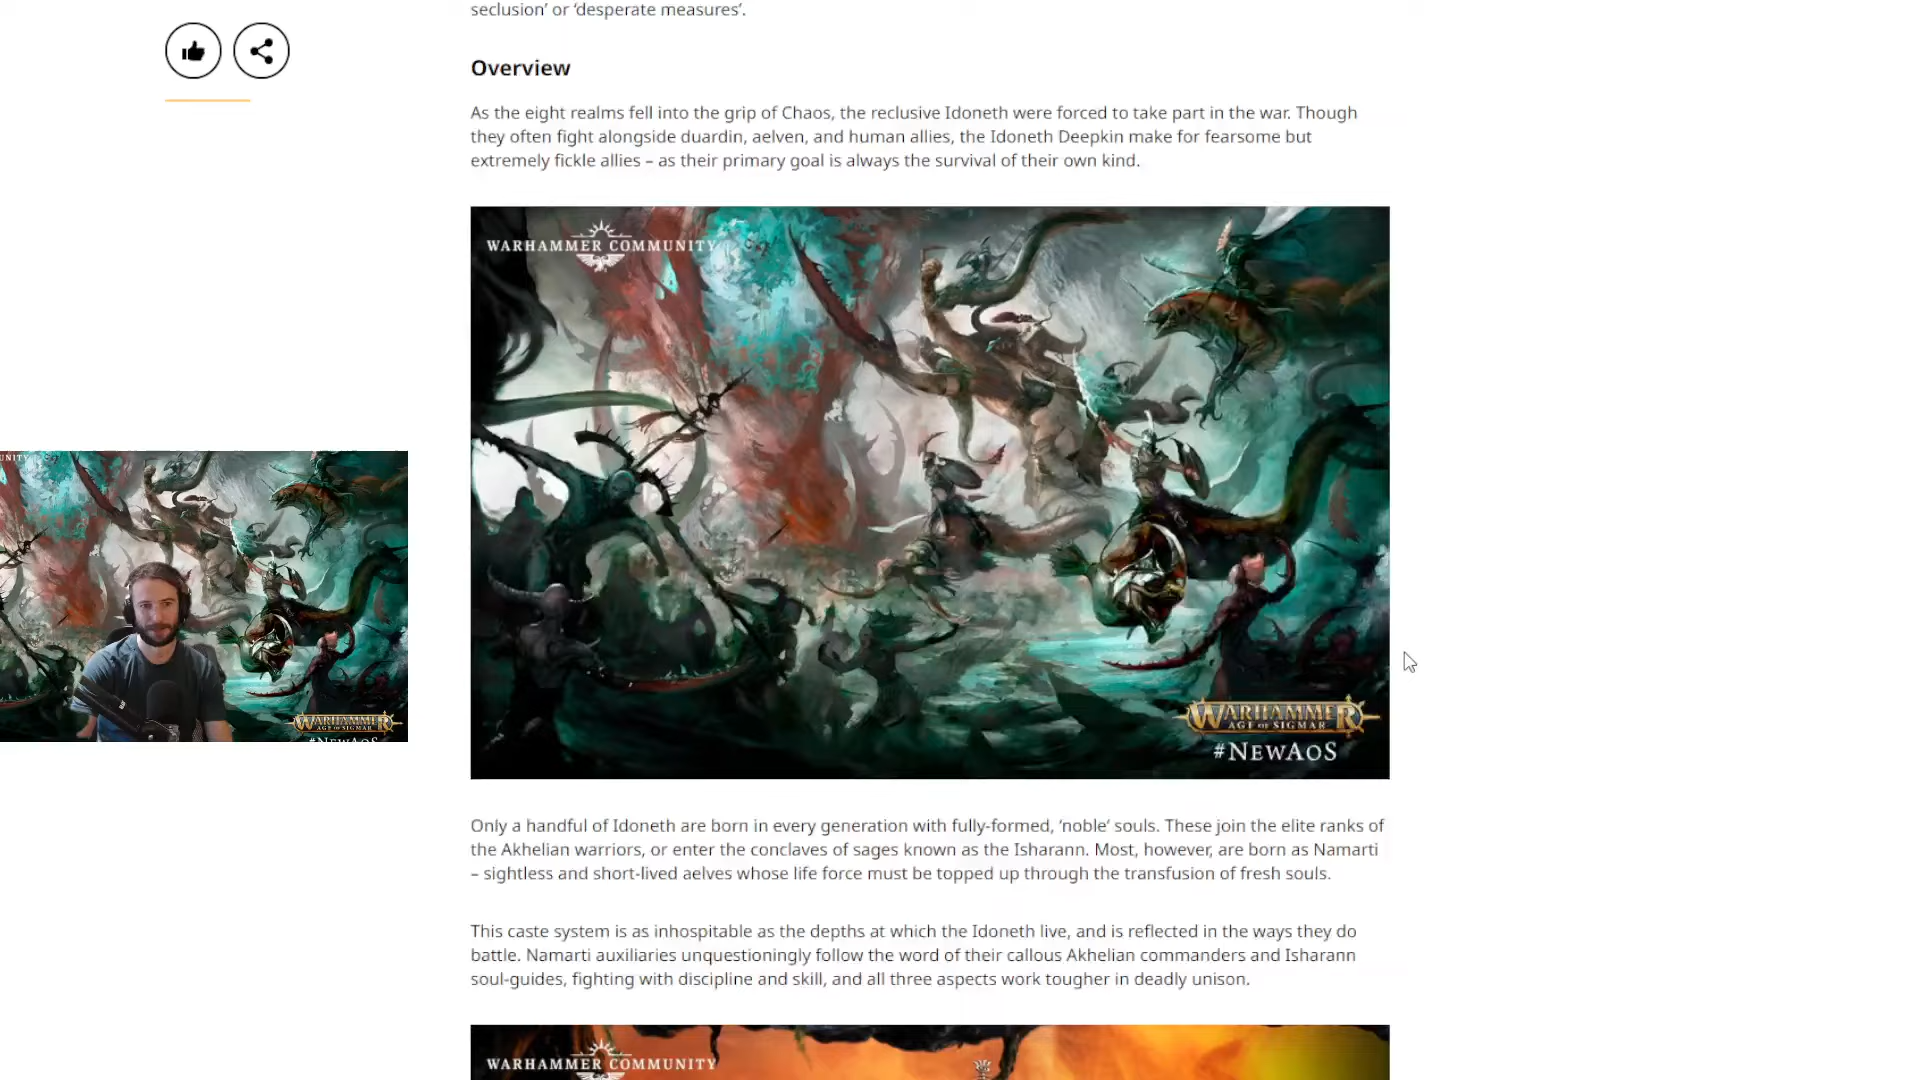 seclusion’ or ‘desperate measures’.
Overview
As the eight realms fell into the grip of Chaos, the reclusive Idoneth were forced to take part in the war. Though
they often fight alongside duardin, aelven, and human allies, the Idoneth Deepkin make for fearsome but
extremely fickle allies – as their primary goal is always the survival of their own kind.
WARHAMMER COMMUNITY
UNITY
WARHAMMER
AGE OF SIGMAR
#NEWAOS
WARHAMMER
AGE OF SIGMAR
#NEWAOS
Only a handful of Idoneth are born in every generation with fully-formed, ‘noble’ souls. These join the elite ranks of
the Akhelian warriors, or enter the conclaves of sages known as the Isharann. Most, however, are born as Namarti
– sightless and short-lived aelves whose life force must be topped up through the transfusion of fresh souls.
This caste system is as inhospitable as the depths at which the Idoneth live, and is reflected in the ways they do
battle. Namarti auxiliaries unquestioningly follow the word of their callous Akhelian commanders and Isharann
soul-guides, fighting with discipline and skill, and all three aspects work tougher in deadly unison.
WARHAMMER COMMUNITY